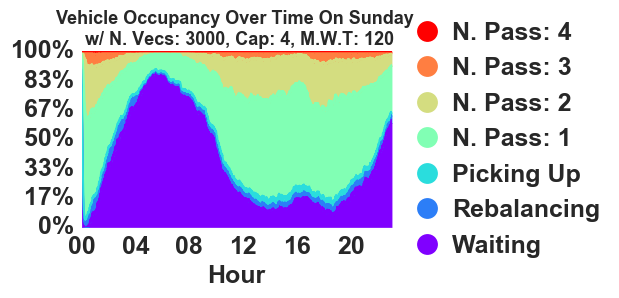 Vehicle Occupancy Over Time On Sunday
w/ N. Vecs: 3000, Cap: 4, M.W.T: 120
100%
83%
67%
50%
33%
17%
0%
00 04 08 12 16 20
Hour
N. Pass: 4
N. Pass: 3
N. Pass: 2
N. Pass: 1
Picking Up
Rebalancing
Waiting